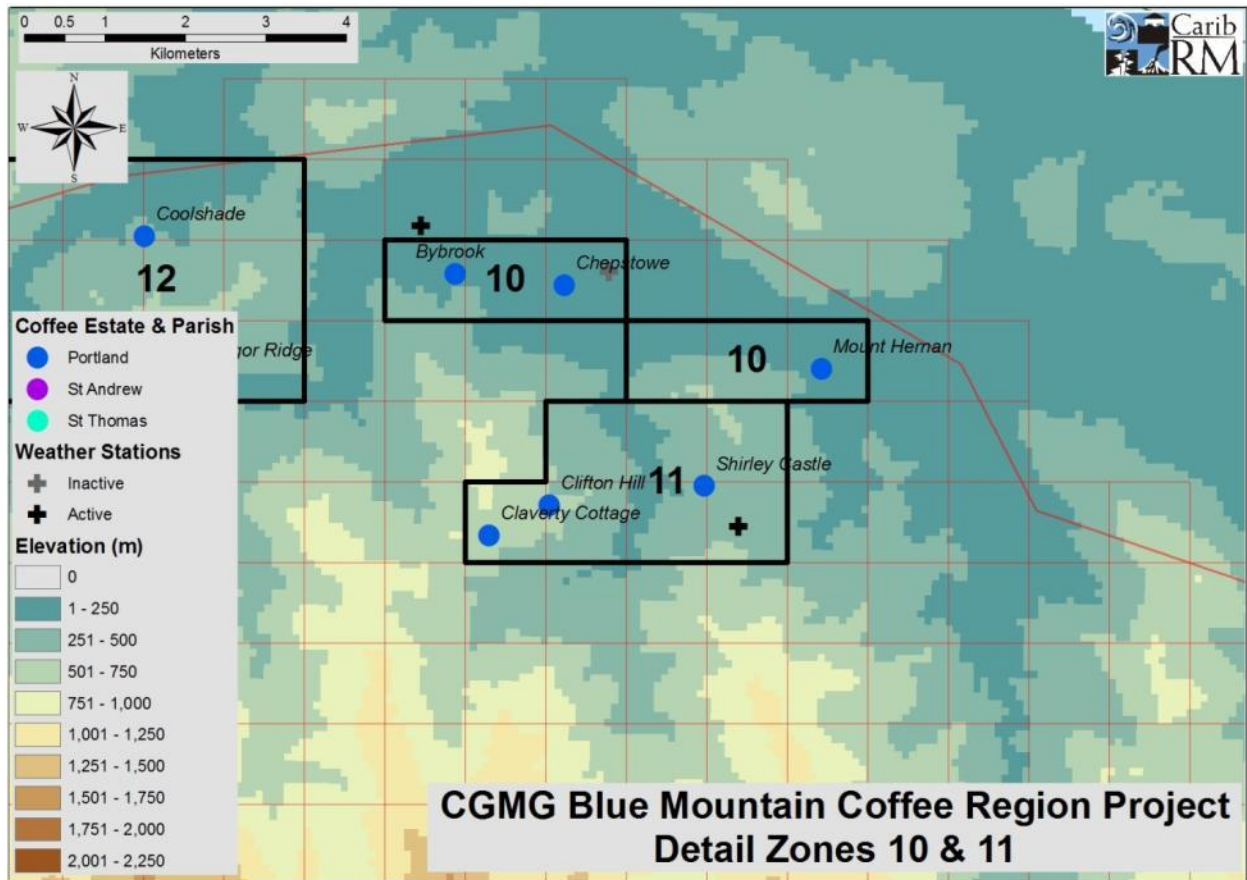 0 0.5 1 2 3 4
Kilometers
Carib
RM
N
W E
S
Coolshade
12
Bybrook
10
Chepstowe
10
Mount Hernan
gor Ridge
Clifton Hill
11
Shirley Castle
Claverty Cottage
Coffee Estate & Parish
Portland
St Andrew
St Thomas
Weather Stations
Inactive
Active
Elevation (m)
0
1 - 250
251 - 500
501 - 750
751 - 1,000
1,001 - 1,250
1,251 - 1,500
1,501 - 1,750
1,751 - 2,000
2,001 - 2,250
CGMG Blue Mountain Coffee Region Project
Detail Zones 10 & 11